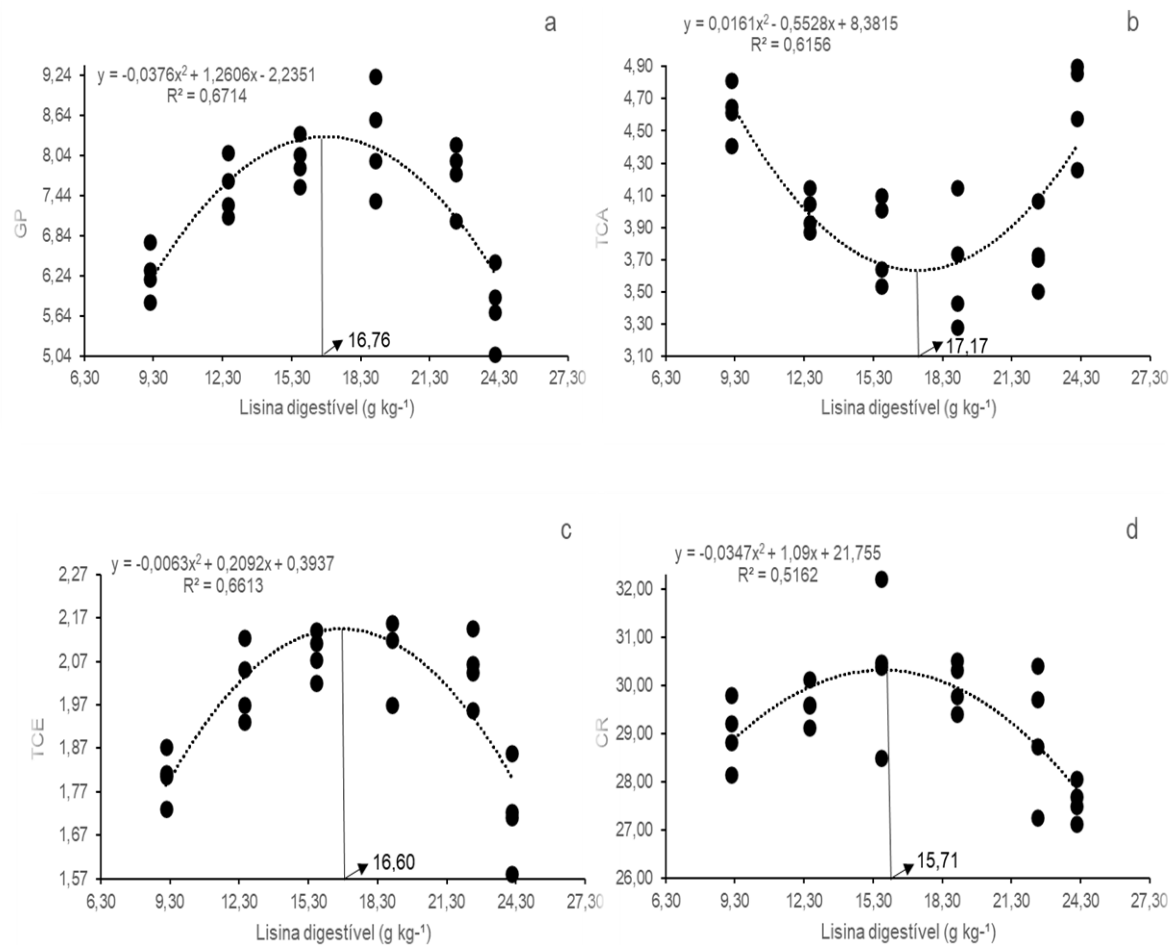 a
y = -0,0376x² + 1,2606x - 2,2351
R² = 0,6714
9,24
8,64
8,04
7,44
6,84
6,24
5,64
5,04
GP
16,76
6,30 9,30 12,30 15,30 18,30 21,30 24,30 27,30
Lisina digestível (g kg⁻¹)
b
y = 0,0161x² - 0,5528x + 8,3815
R² = 0,6156
4,90
4,70
4,50
4,30
4,10
3,90
3,70
3,50
3,30
3,10
TCA
17,17
6,30 9,30 12,30 15,30 18,30 21,30 24,30 27,30
Lisina digestível (g kg⁻¹)
c
y = -0,0063x² + 0,2092x + 0,3937
R² = 0,6613
2,27
2,17
2,07
1,97
1,87
1,77
1,67
1,57
TCE
16,60
6,30 9,30 12,30 15,30 18,30 21,30 24,30 27,30
Lisina digestível (g kg⁻¹)
d
y = -0,0347x² + 1,09x + 21,755
R² = 0,5162
32,00
31,00
30,00
29,00
28,00
27,00
26,00
CR
15,71
6,30 9,30 12,30 15,30 18,30 21,30 24,30 27,30
Lisina digestível (g kg⁻¹)